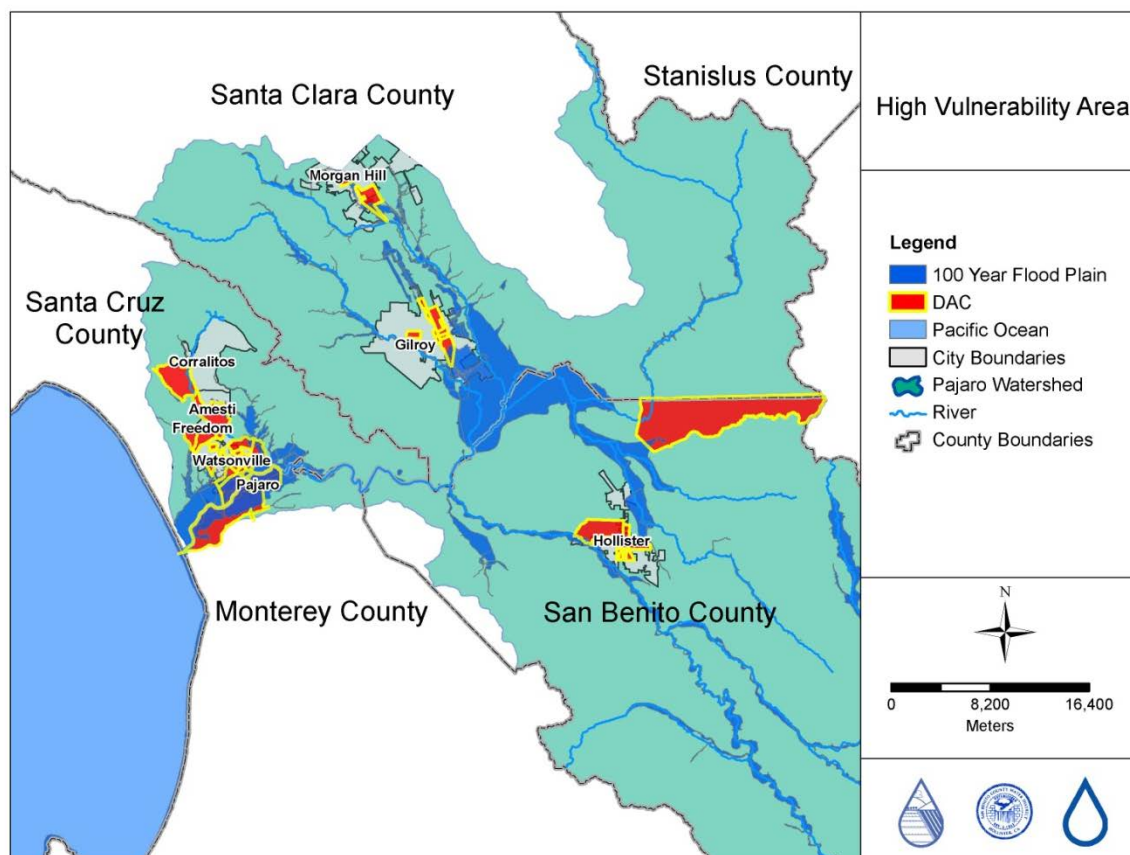 Stanislus County
Santa Clara County
Morgan Hill
Santa Cruz
County
Gilroy
Corralitos
Amesti
Freedom
Watsonville
Pajaro
Hollister
Monterey County
San Benito County
High Vulnerability Area
Legend
100 Year Flood Plain
DAC
Pacific Ocean
City Boundaries
Pajaro Watershed
River
County Boundaries
N
0 8,200 16,400
Meters